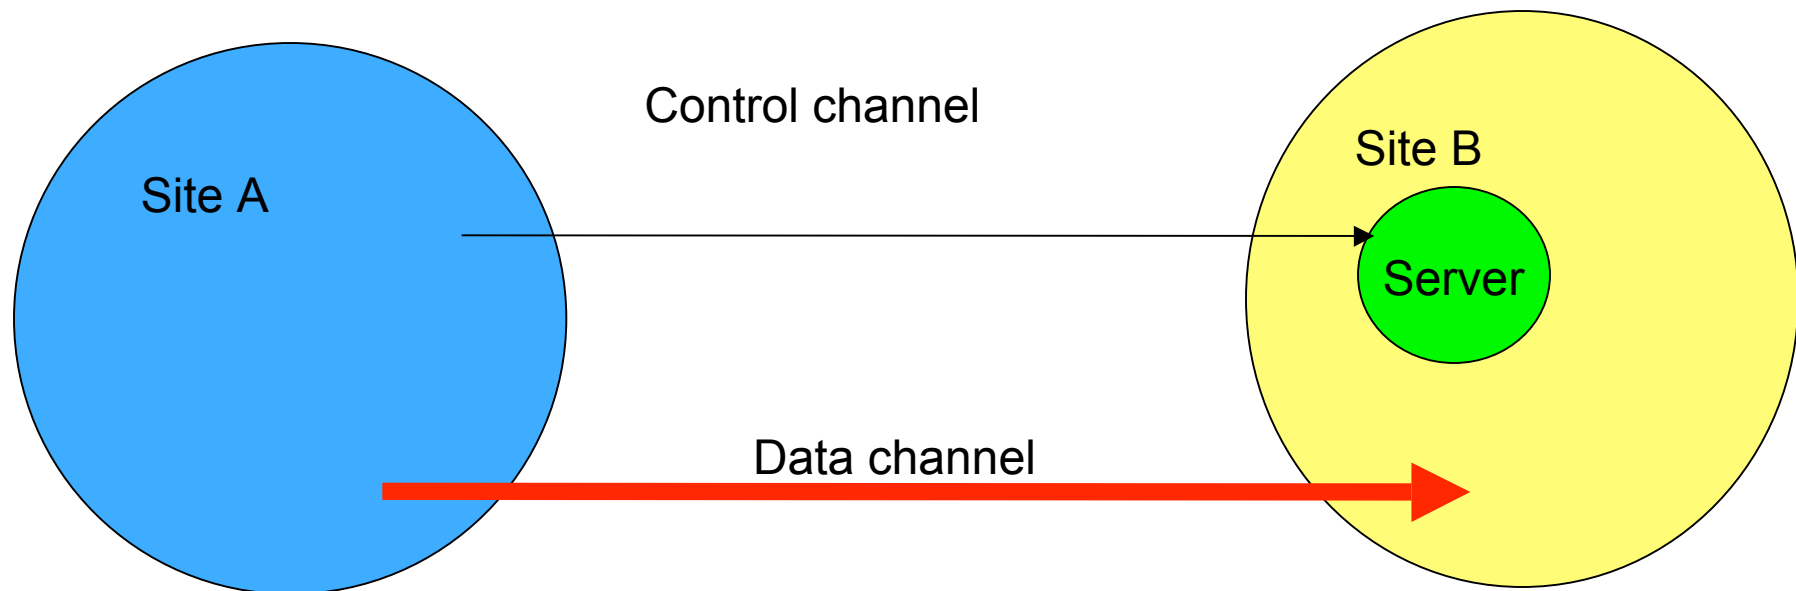 Control channel
Site B
Site A
Server
Data channel